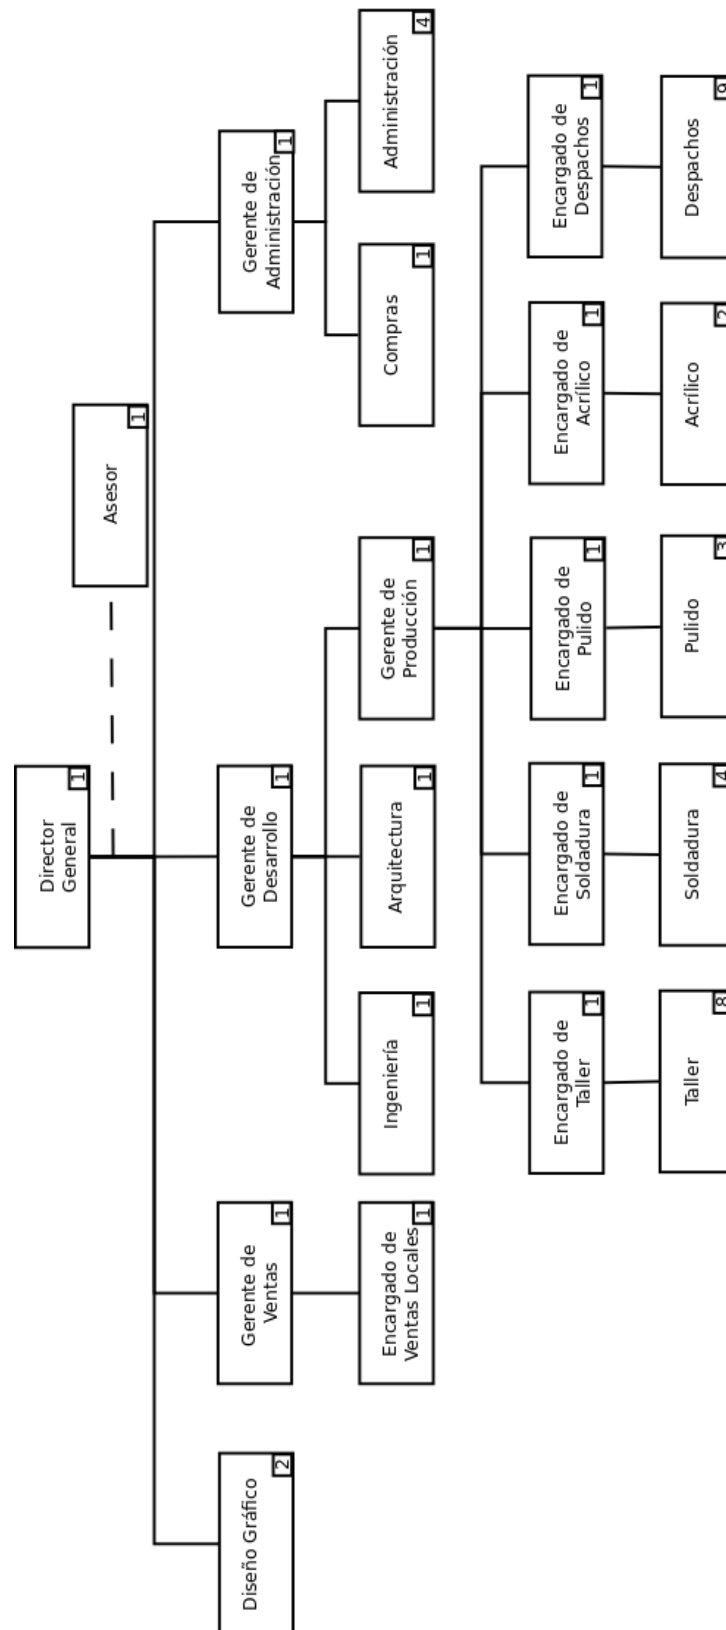 Director
General
1
Asesor
1
Diseño Gráfico
2
Gerente de
Ventas
1
Gerente de
Desarrollo
1
Gerente de
Administración
1
Encargado de
Ventas Locales
1
Ingeniería
1
Arquitectura
1
Gerente de
Producción
1
Compras
1
Administración
4
Encargado de
Taller
1
Encargado de
Soldadura
1
Encargado de
Pulido
1
Encargado de
Acrílico
1
Encargado de
Despachos
1
Taller
8
Soldadura
4
Pulido
3
Acrílico
2
Despachos